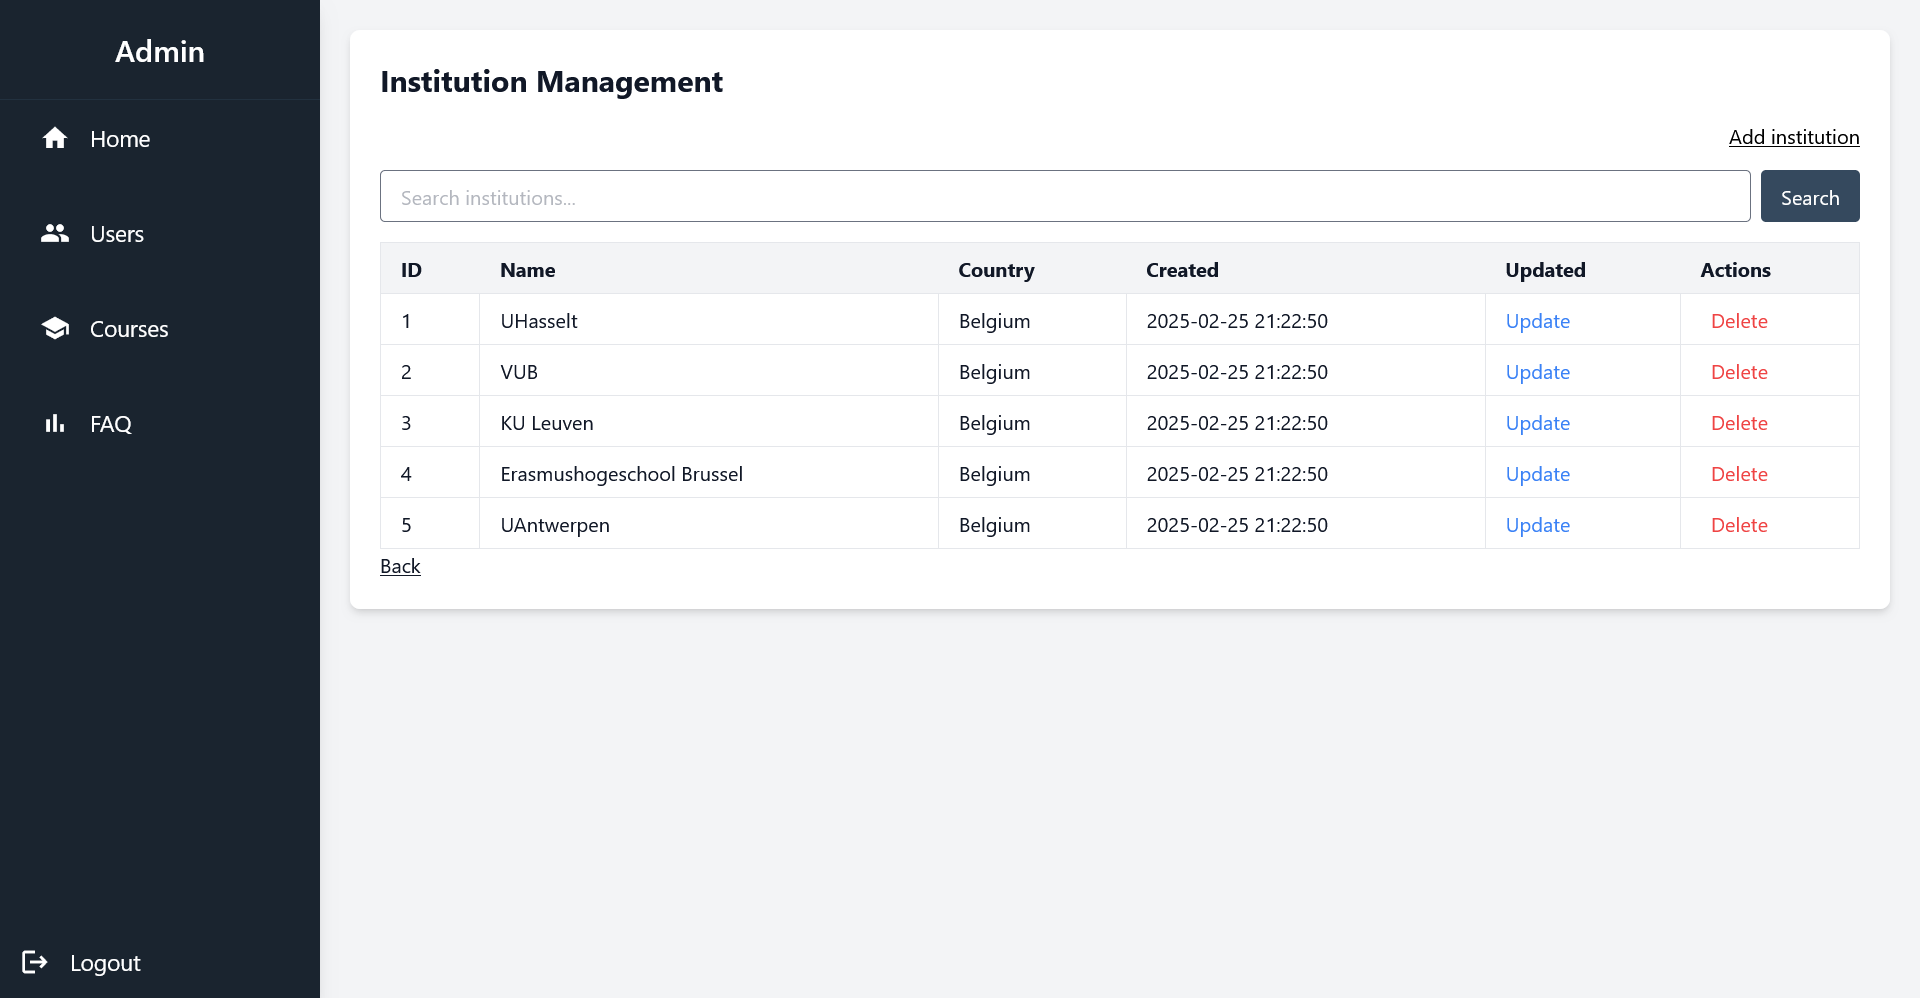 Admin
Home
Users
Courses
FAQ
Logout
Institution Management
Add institution
Search institutions...
Search
ID Name Country Created Updated Actions
1 UHasselt Belgium 2025-02-25 21:22:50 Update Delete
2 VUB Belgium 2025-02-25 21:22:50 Update Delete
3 KU Leuven Belgium 2025-02-25 21:22:50 Update Delete
4 Erasmushogeschool Brussel Belgium 2025-02-25 21:22:50 Update Delete
5 UAntwerpen Belgium 2025-02-25 21:22:50 Update Delete
Back